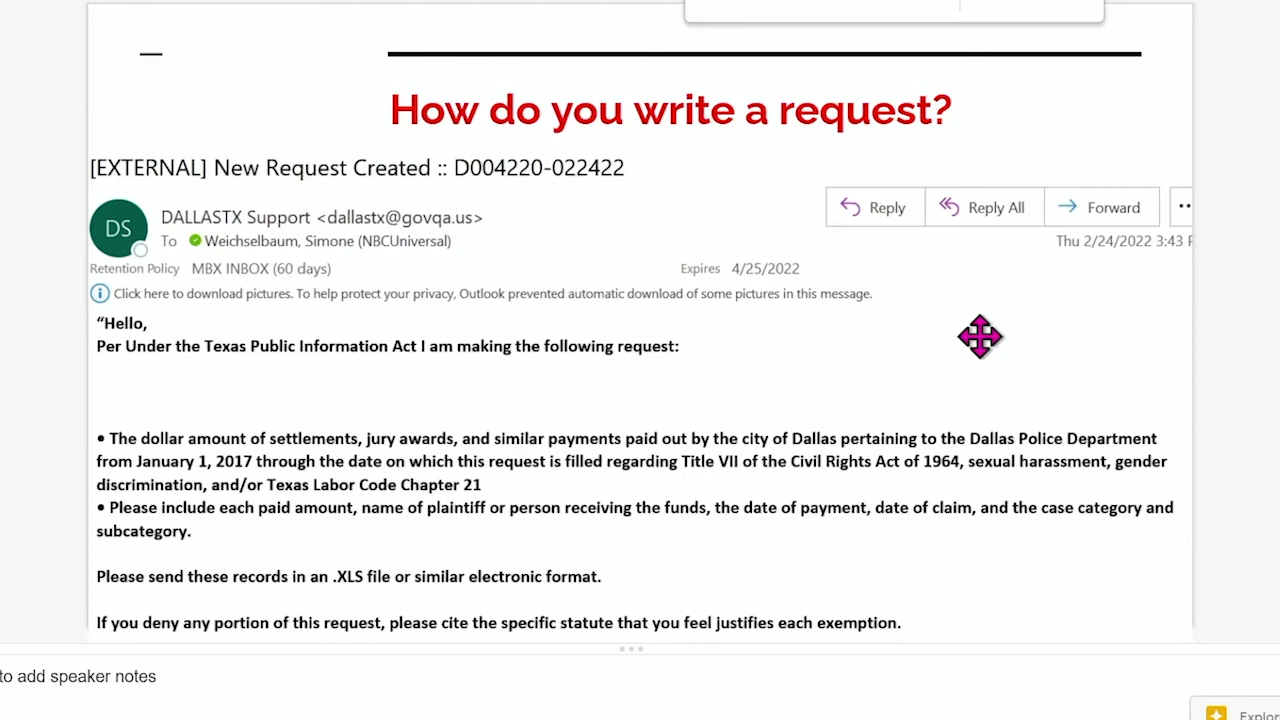 How do you write a request?
[EXTERNAL] New Request Created :: D004220-022422
DS
DALLASTX Support <dallastx@govqa.us>
To Weichselbaum, Simone (NBCUniversal)
Reply
Reply All
Forward
Thu 2/24/2022 3:43
Retention Policy MBX INBOX (60 days)
Expires 4/25/2022
Click here to download pictures. To help protect your privacy, Outlook prevented automatic download of some pictures in this message.
“Hello,
Per Under the Texas Public Information Act I am making the following request:
• The dollar amount of settlements, jury awards, and similar payments paid out by the city of Dallas pertaining to the Dallas Police Department
from January 1, 2017 through the date on which this request is filled regarding Title VII of the Civil Rights Act of 1964, sexual harassment, gender
discrimination, and/or Texas Labor Code Chapter 21
• Please include each paid amount, name of plaintiff or person receiving the funds, the date of payment, date of claim, and the case category and
subcategory.
Please send these records in an .XLS file or similar electronic format.
If you deny any portion of this request, please cite the specific statute that you feel justifies each exemption.
to add speaker notes